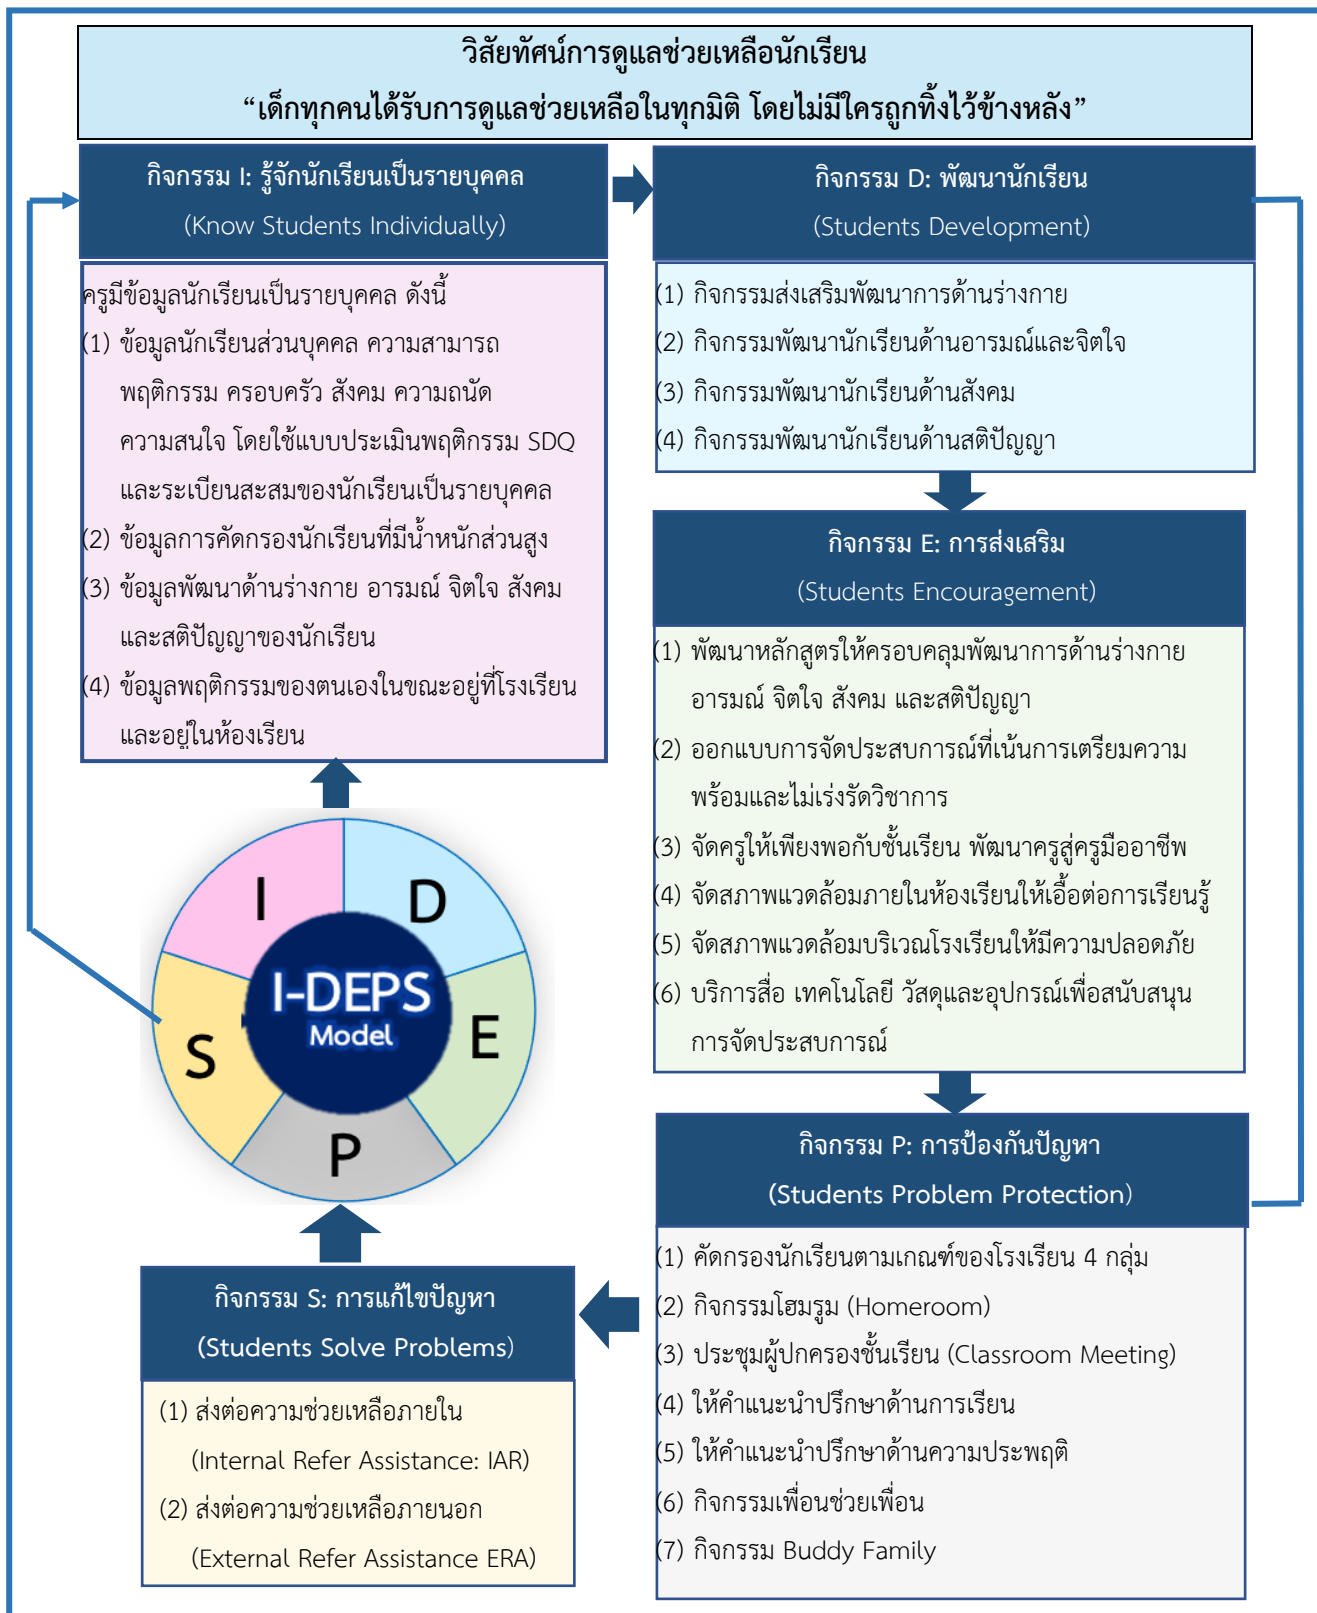 วิสัยทัศน์การดูแลช่วยเหลือนักเรียน
“เด็กทุกคนได้รับการดูแลช่วยเหลือในทุกมิติ โดยไม่มีใครถูกทิ้งไว้ข้างหลัง”
กิจกรรม I: รู้จักนักเรียนเป็นรายบุคคล
(Know Students Individually)
ครูมีข้อมูลนักเรียนเป็นรายบุคคล ดังนี้
(1) ข้อมูลนักเรียนส่วนบุคคล ความสามารถ
พฤติกรรม ครอบครัว สังคม ความถนัด
ความสนใจ โดยใช้แบบประเมินพฤติกรรม SDQ
และระเบียนสะสมของนักเรียนเป็นรายบุคคล
(2) ข้อมูลการคัดกรองนักเรียนที่มีน้ำหนักส่วนสูง
(3) ข้อมูลพัฒนาด้านร่างกาย อารมณ์ จิตใจ สังคม
และสติปัญญาของนักเรียน
(4) ข้อมูลพฤติกรรมของตนเองในขณะอยู่ที่โรงเรียน
และอยู่ในห้องเรียน
กิจกรรม D: พัฒนานักเรียน
(Students Development)
(1) กิจกรรมส่งเสริมพัฒนาการด้านร่างกาย
(2) กิจกรรมพัฒนานักเรียนด้านอารมณ์และจิตใจ
(3) กิจกรรมพัฒนานักเรียนด้านสังคม
(4) กิจกรรมพัฒนานักเรียนด้านสติปัญญา
กิจกรรม E: การส่งเสริม
(Students Encouragement)
(1) พัฒนาหลักสูตรให้ครอบคลุมพัฒนาการด้านร่างกาย
อารมณ์ จิตใจ สังคม และสติปัญญา
(2) ออกแบบการจัดประสบการณ์ที่เน้นการเตรียมความ
พร้อมและไม่เร่งรัดวิชาการ
(3) จัดครูให้เพียงพอกับชั้นเรียน พัฒนาครูสู่ครูมืออาชีพ
(4) จัดสภาพแวดล้อมภายในห้องเรียนให้เอื้อต่อการเรียนรู้
(5) จัดสภาพแวดล้อมบริเวณโรงเรียนให้มีความปลอดภัย
(6) บริการสื่อ เทคโนโลยี วัสดุและอุปกรณ์เพื่อสนับสนุน
การจัดประสบการณ์
I
D
E
P
S
I-DEPS
Model
กิจกรรม P: การป้องกันปัญหา
(Students Problem Protection)
(1) คัดกรองนักเรียนตามเกณฑ์ของโรงเรียน 4 กลุ่ม
(2) กิจกรรมโฮมรูม (Homeroom)
(3) ประชุมผู้ปกครองชั้นเรียน (Classroom Meeting)
(4) ให้คำแนะนำปรึกษาด้านการเรียน
(5) ให้คำแนะนำปรึกษาด้านความประพฤติ
(6) กิจกรรมเพื่อนช่วยเพื่อน
(7) กิจกรรม Buddy Family
กิจกรรม S: การแก้ไขปัญหา
(Students Solve Problems)
(1) ส่งต่อความช่วยเหลือภายใน
(Internal Refer Assistance: IAR)
(2) ส่งต่อความช่วยเหลือภายนอก
(External Refer Assistance ERA)